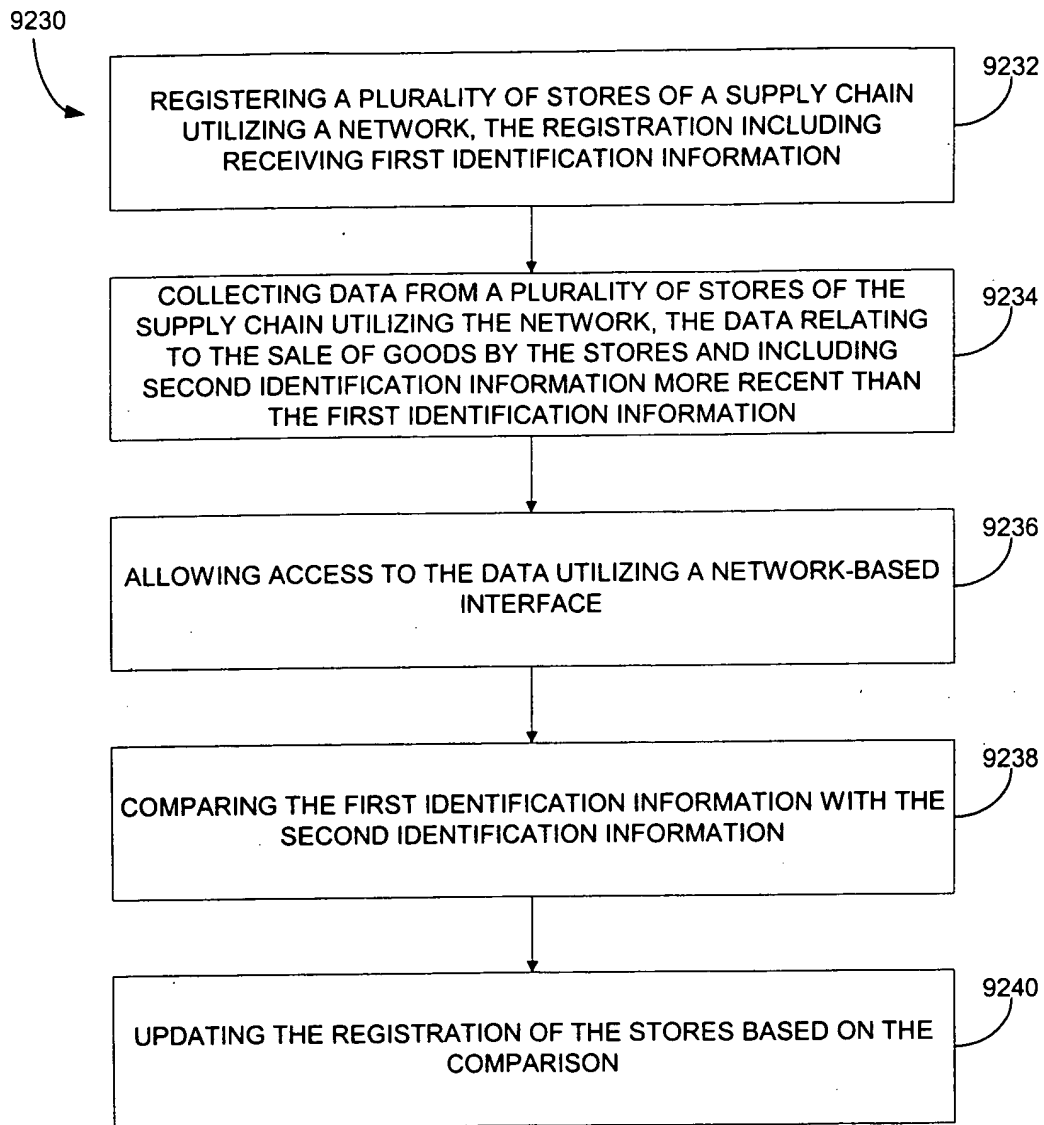 9230
9232
REGISTERING A PLURALITY OF STORES OF A SUPPLY CHAIN
UTILIZING A NETWORK, THE REGISTRATION INCLUDING
RECEIVING FIRST IDENTIFICATION INFORMATION
9234
COLLECTING DATA FROM A PLURALITY OF STORES OF THE
SUPPLY CHAIN UTILIZING THE NETWORK, THE DATA RELATING
TO THE SALE OF GOODS BY THE STORES AND INCLUDING
SECOND IDENTIFICATION INFORMATION MORE RECENT THAN
THE FIRST IDENTIFICATION INFORMATION
9236
ALLOWING ACCESS TO THE DATA UTILIZING A NETWORK-BASED
INTERFACE
9238
COMPARING THE FIRST IDENTIFICATION INFORMATION WITH THE
SECOND IDENTIFICATION INFORMATION
9240
UPDATING THE REGISTRATION OF THE STORES BASED ON THE
COMPARISON